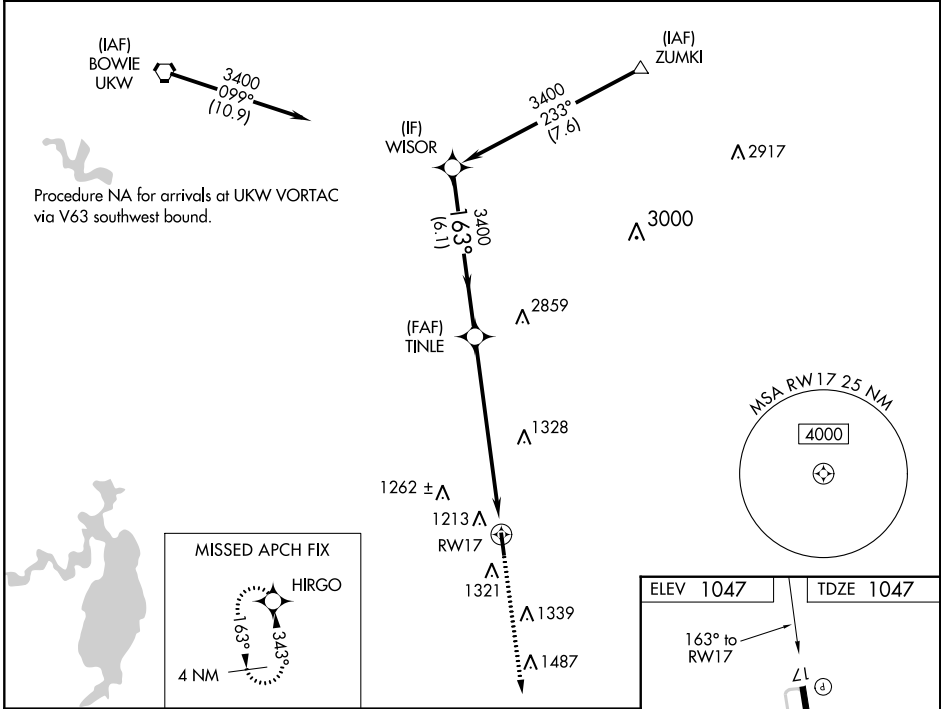 (IAF)
BOWIE
UKW
3400
099°
(10.9)
(IAF)
ZUMKI
3400
233°
(7.6)
(IF)
WISOR
2917
Procedure NA for arrivals at UKW VORTAC
via V63 southwest bound.
3400
163°
(6.1)
3000
2859
(FAF)
TINLE
MSA RW17 25 NM
4000
1328
1262 ±
1213
RW17
1321
1339
1487
MISSED APCH FIX
HIRGO
163°
343°
4 NM
ELEV 1047
TDZE 1047
163° to
RW17
17
P